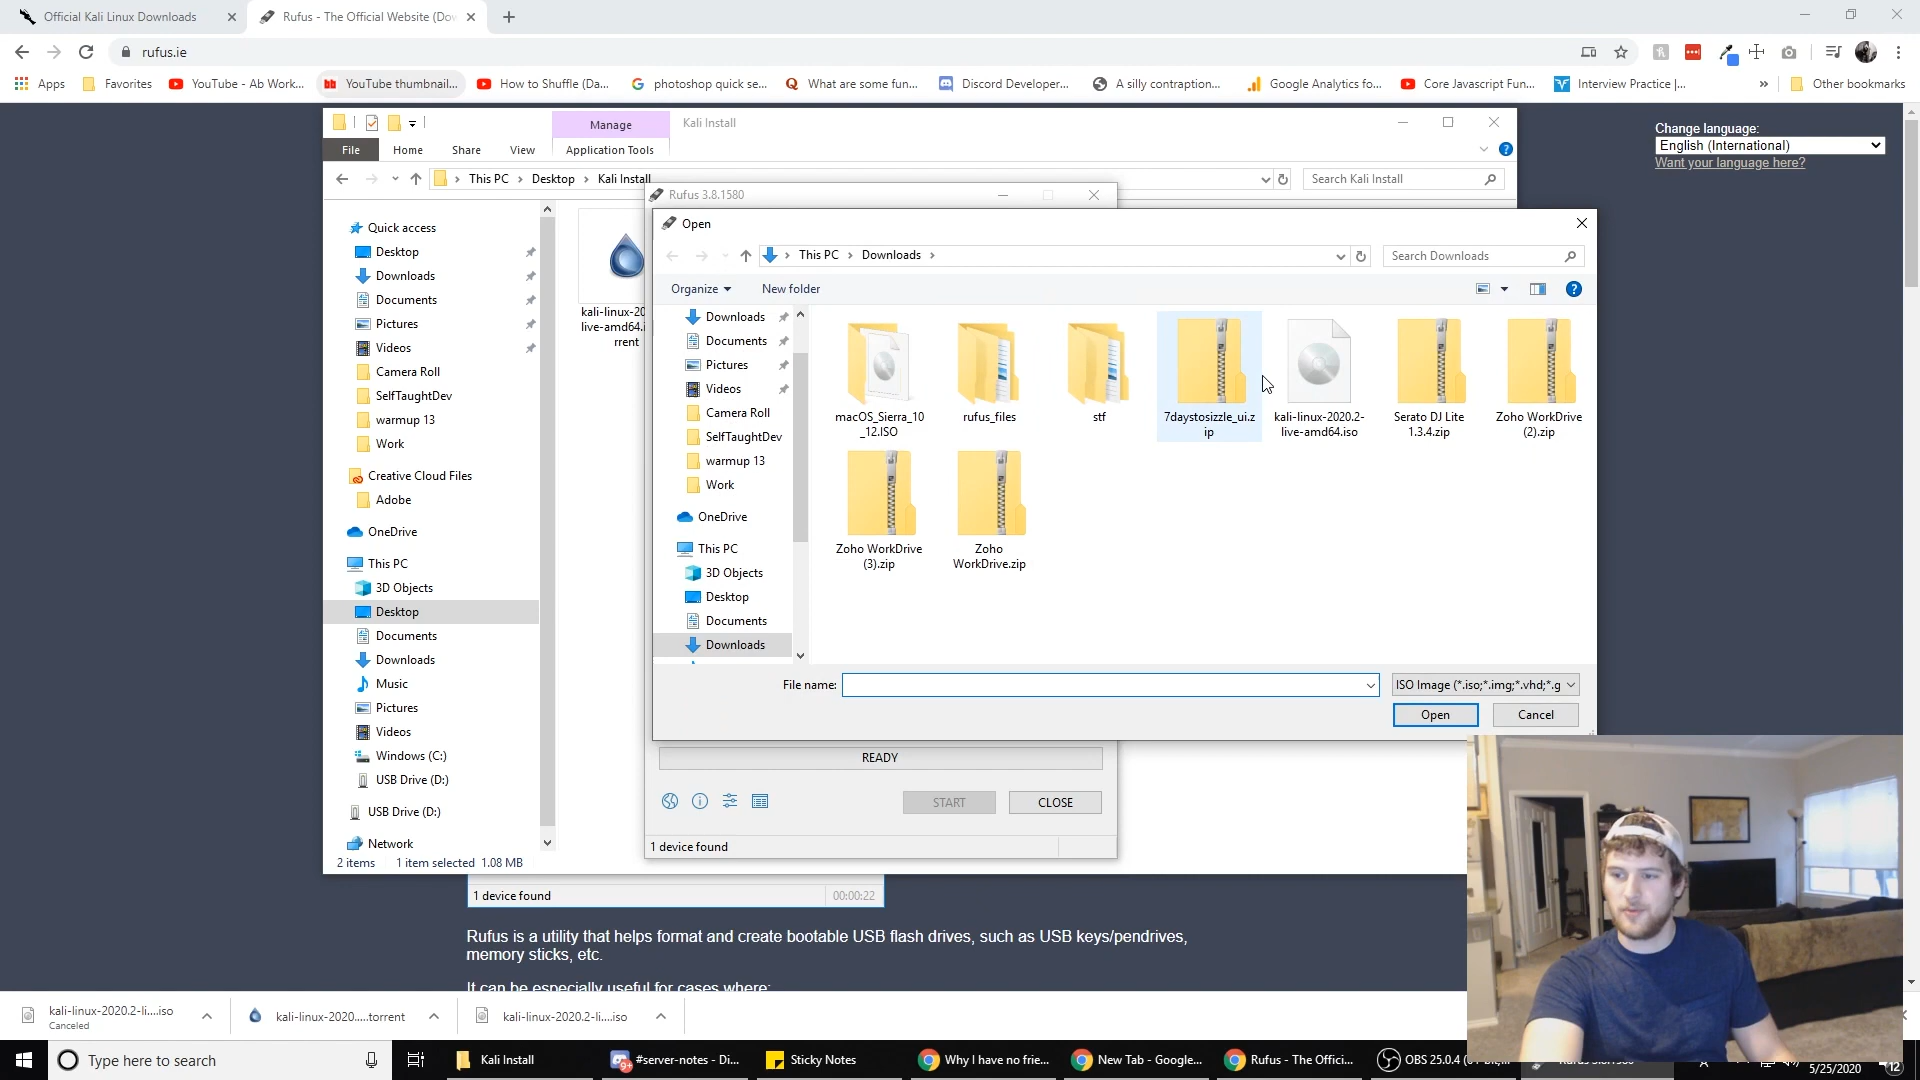 Official Kali Linux Downloads
Rufus - The Official Website (Dow
rufus.ie
Apps
Favorites
YouTube - Ab Work...
YouTube thumbnail...
How to Shuffle (Da...
photoshop quick se...
What are some fun...
Discord Developer...
A silly contraption...
Google Analytics fo...
Core Javascript Fun...
Interview Practice |...
»
Other bookmarks
Change language:
English (International)
Want your language here?
Manage
Kali Install
File
Home
Share
View
Application Tools
This PC
Desktop
Kali Install
Search Kali Install
Quick access
Desktop
Downloads
Documents
Pictures
Videos
Camera Roll
SelfTaughtDev
warmup 13
Work
Creative Cloud Files
Adobe
OneDrive
This PC
3D Objects
Desktop
Documents
Downloads
Music
Pictures
Videos
Windows (C:)
USB Drive (D:)
USB Drive (D:)
Network
2 items
1 item selected 1.08 MB
kali-linux-20
live-amd64.i
rrent
Rufus 3.8.1580
Open
This PC
Downloads
Search Downloads
Organize
New folder
Downloads
Documents
Pictures
Videos
Camera Roll
SelfTaughtDev
warmup 13
Work
OneDrive
This PC
3D Objects
Desktop
Documents
Downloads
macOS_Sierra_10
_12.ISO
rufus_files
stf
7daystosizzle_ui.z
ip
kali-linux-2020.2-
live-amd64.iso
Serato DJ Lite
1.3.4.zip
Zoho WorkDrive
(2).zip
Zoho WorkDrive
(3).zip
Zoho
WorkDrive.zip
File name:
ISO Image (*.iso;*.img;*.vhd;*.g
Open
Cancel
READY
START
CLOSE
1 device found
1 device found
00:00:22
Rufus is a utility that helps format and create bootable USB flash drives, such as USB keys/pendrives,
memory sticks, etc.
It can be especially useful for cases where:
kali-linux-2020.2-li....iso
Canceled
kali-linux-2020.....torrent
kali-linux-2020.2-li....iso
Type here to search
Kali Install
#server-notes - Di...
9+
Sticky Notes
Why I have no frie...
New Tab - Google...
Rufus - The Offici...
OBS 25.0.4
5/25/2020
12